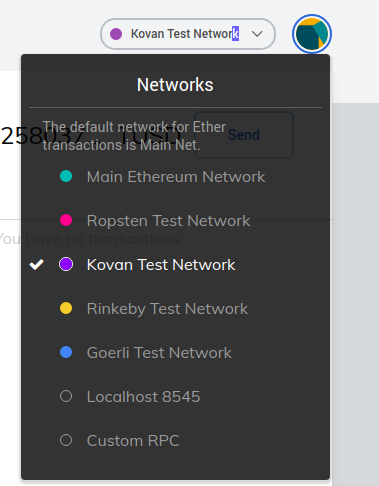 Kovan Test Network
Networks
The default network for Ether
transactions is Main Net.
258037 TUSD
Send
Main Ethereum Network
Ropsten Test Network
You have no transactions
Kovan Test Network
Rinkeby Test Network
Goerli Test Network
Localhost 8545
Custom RPC